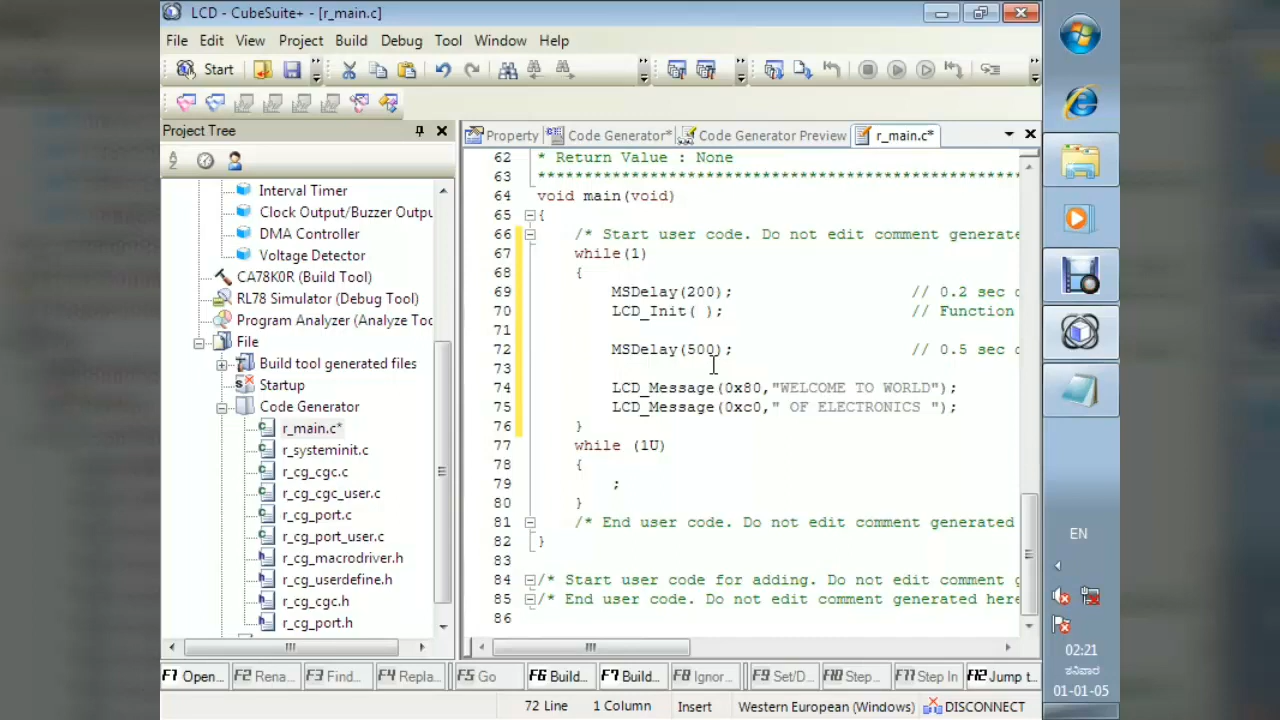 LCD - CubeSuite+ - [r_main.c]
File Edit View Project Build Debug Tool Window Help
Start
Project Tree
Property Code Generator* Code Generator Preview r_main.c*
Interval Timer
Clock Output/Buzzer Outpu
DMA Controller
Voltage Detector
CA78K0R (Build Tool)
RL78 Simulator (Debug Tool)
Program Analyzer (Analyze To
File
Build tool generated files
Startup
Code Generator
r_main.c*
r_systeminit.c
r_cg_cgc.c
r_cg_cgc_user.c
r_cg_port.c
r_cg_port_user.c
r_cg_macrodriver.h
r_cg_userdefine.h
r_cg_cgc.h
r_cg_port.h
62 * Return Value : None
63 ****************************************************
64 void main(void)
65 {
66 /* Start user code. Do not edit comment generate
67 while(1)
68 {
69 MSDelay(200); // 0.2 sec
70 LCD_Init( ); // Function
71
72 MSDelay(500); // 0.5 sec
73
74 LCD_Message(0x80,"WELCOME TO WORLD");
75 LCD_Message(0xc0," OF ELECTRONICS ");
76 }
77 while (1U)
78 {
79 ;
80 }
81 /* End user code. Do not edit comment generated
82 }
83
84 /* Start user code for adding. Do not edit comment g
85 /* End user code. Do not edit comment generated here
86
F1 Open... F2 Rena... F3 Find... F4 Repla... F5 Go F6 Build... F7 Build... F8 Ignor... F9 Set/D... F10 Step... F11 Step In F12 Jump t...
72 Line 1 Column Insert Western European (Windows) DISCONNECT
EN
02:21
ಶನಿವಾರ
01-01-05